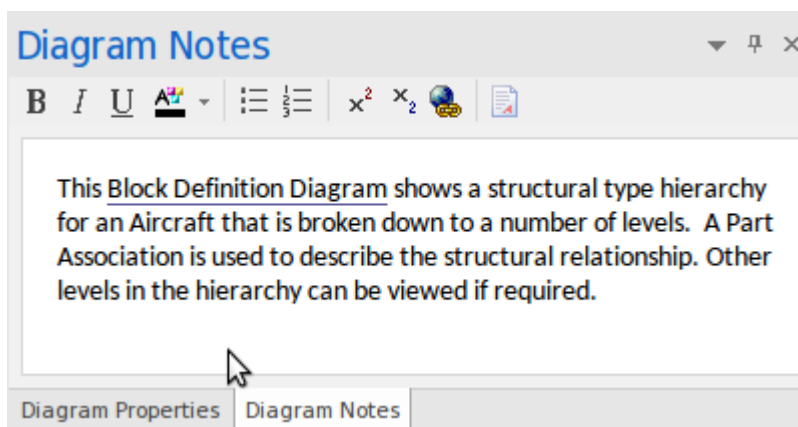 Diagram Notes
B I U A x² x₂
This Block Definition Diagram shows a structural type hierarchy
for an Aircraft that is broken down to a number of levels.  A Part
Association is used to describe the structural relationship. Other
levels in the hierarchy can be viewed if required.
Diagram Properties Diagram Notes